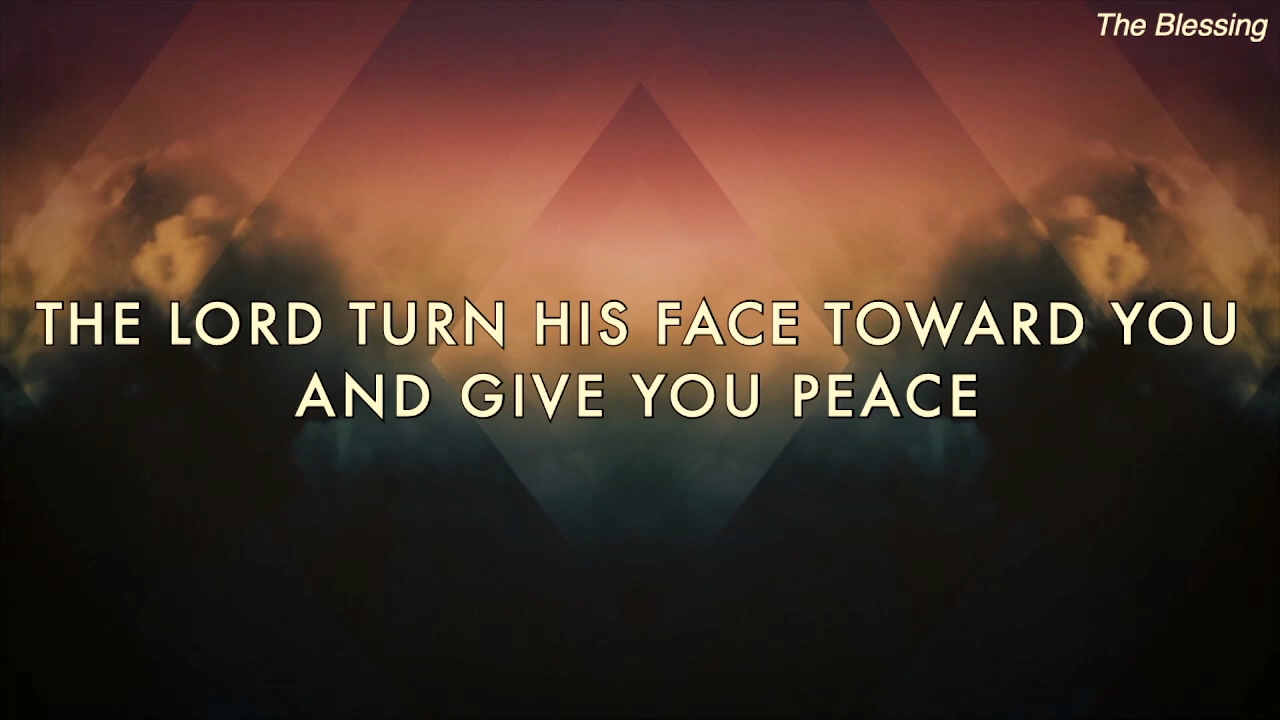 The Blessing
THE LORD TURN HIS FACE TOWARD YOU
AND GIVE YOU PEACE